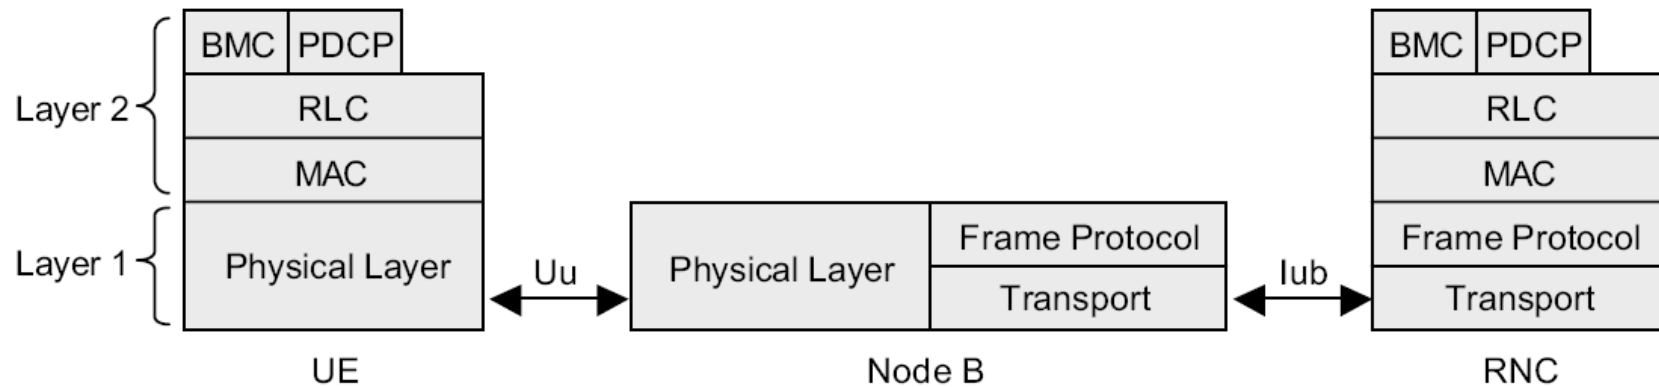 BMC PDCP BMC PDCP
Layer 2 RLC RLC
MAC MAC
Layer 1 Physical Layer Uu Physical Layer Frame Protocol Iub Frame Protocol
Transport Transport
UE Node B RNC